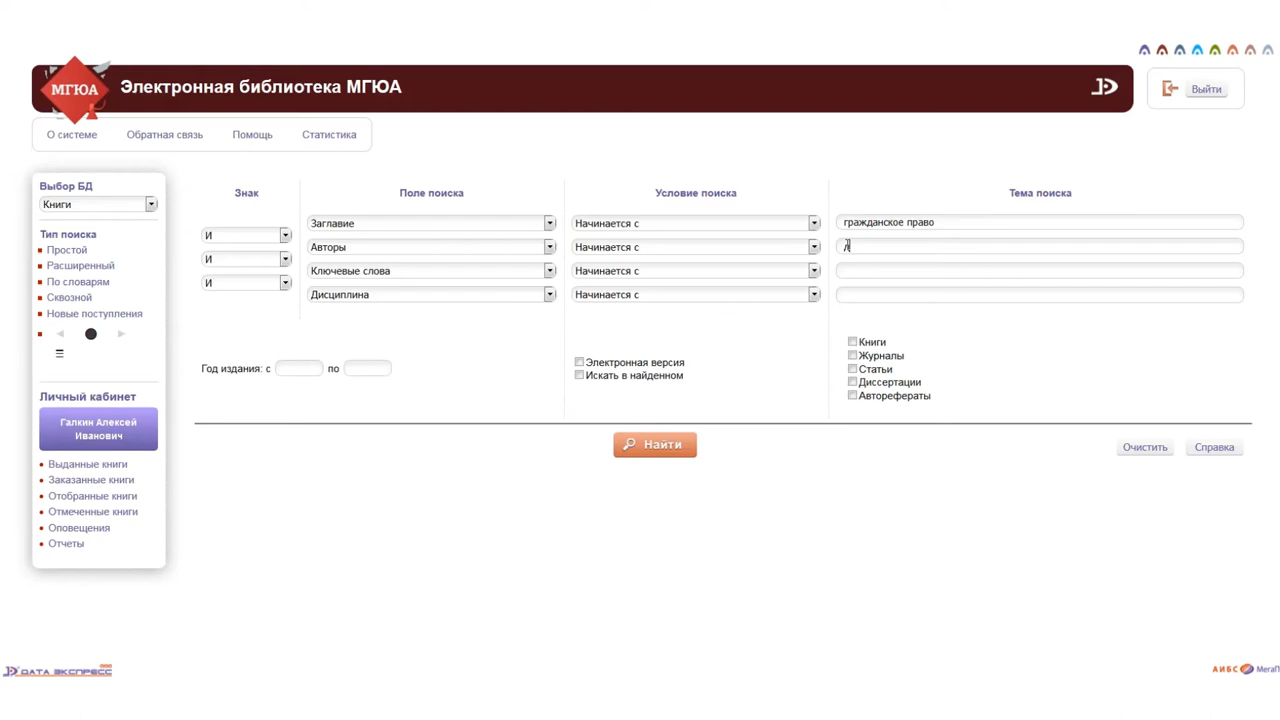 МГЮА
Электронная библиотека МГЮА
Выйти
О системе Обратная связь Помощь Статистика
Выбор БД
Книги
Тип поиска
Простой
Расширенный
По словарям
Сквозной
Новые поступления
Личный кабинет
Галкин Алексей
Иванович
Выданные книги
Заказанные книги
Отобранные книги
Отмеченные книги
Оповещения
Отчеты
Знак Поле поиска Условие поиска Тема поиска
Заглавие Начинается с гражданское право
И Авторы Начинается с
И Ключевые слова Начинается с
И Дисциплина Начинается с
Год издания: с по
Электронная версия
Искать в найденном
Книги
Журналы
Статьи
Диссертации
Авторефераты
Найти
Очистить Справка
ДАТА ЭКСПРЕСС
АИБС МегаП